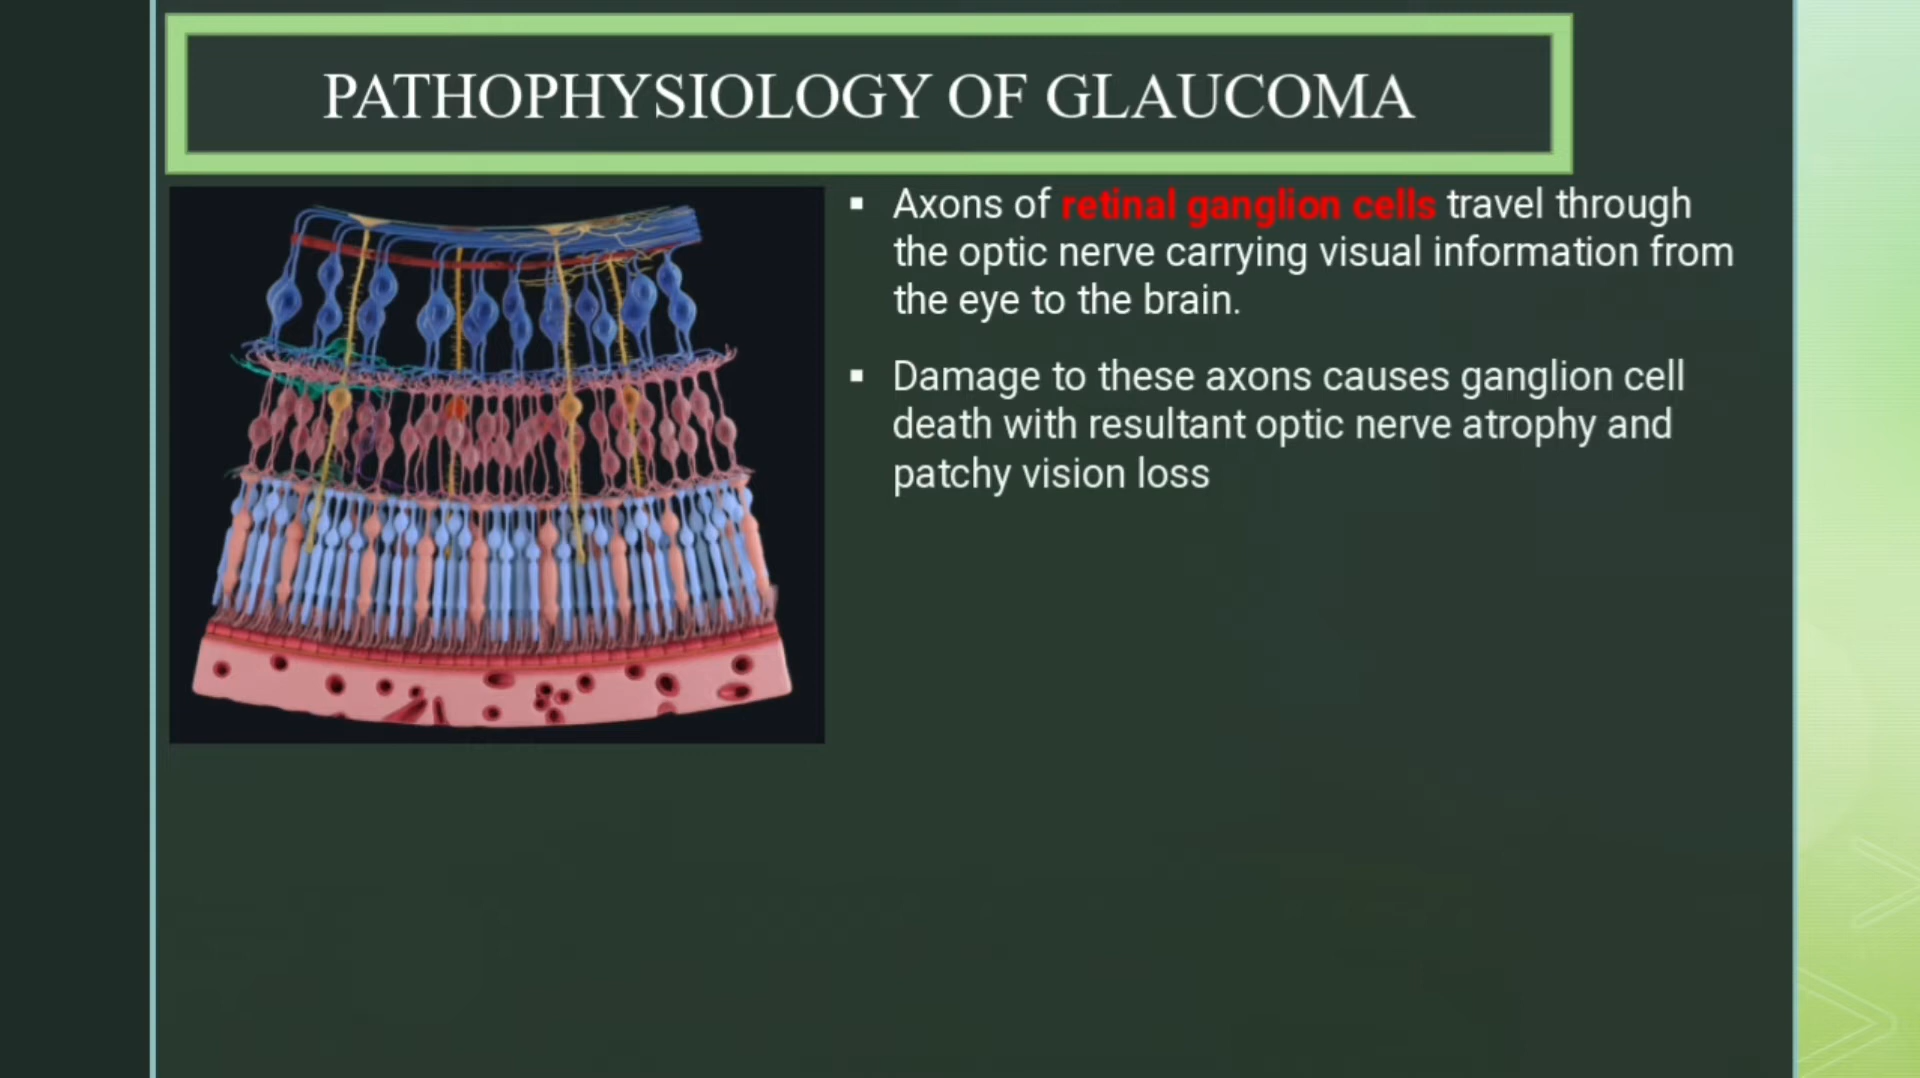 PATHOPHYSIOLOGY OF GLAUCOMA
▪ Axons of retinal ganglion cells travel through
the optic nerve carrying visual information from
the eye to the brain.
▪ Damage to these axons causes ganglion cell
death with resultant optic nerve atrophy and
patchy vision loss